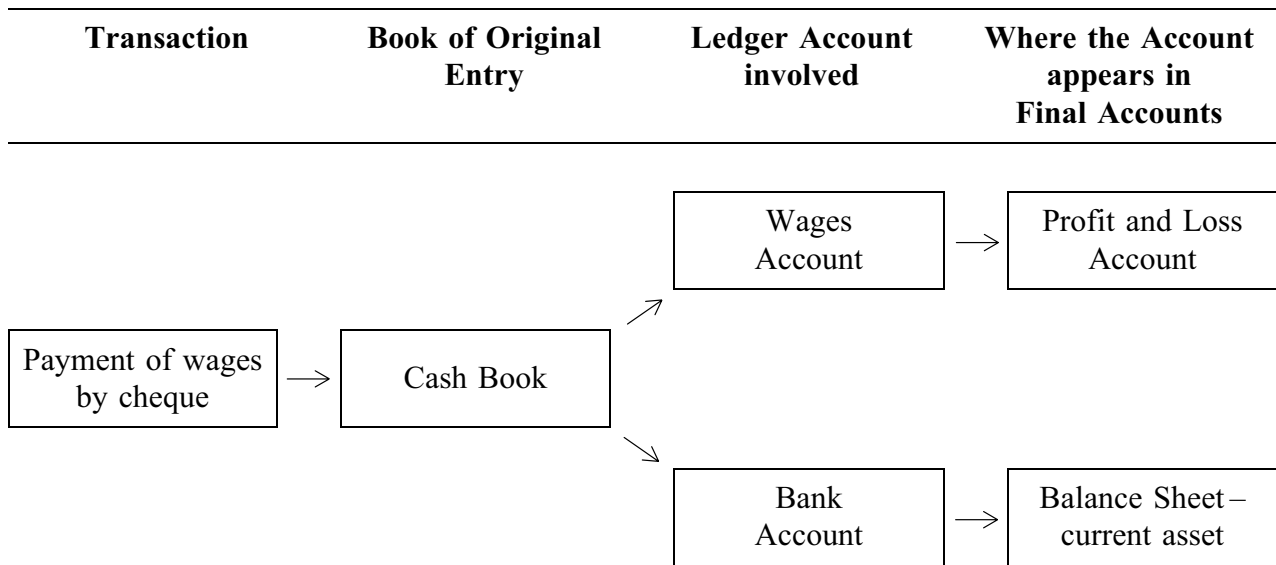 Transaction
Book of Original
Entry
Ledger Account
involved
Where the Account
appears in
Final Accounts
Wages
Account
Profit and Loss
Account
Payment of wages
by cheque
Cash Book
Bank
Account
Balance Sheet –
current asset